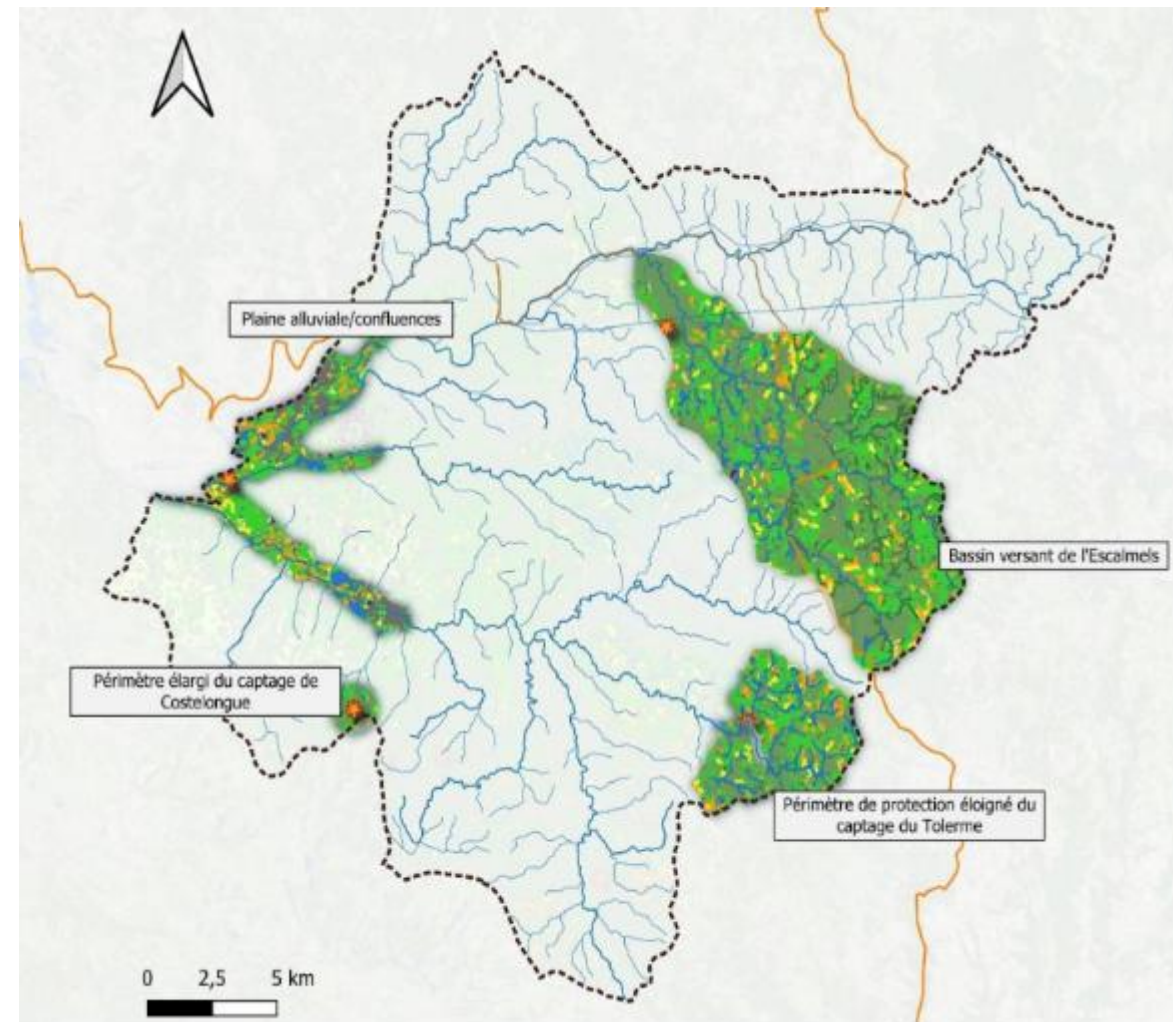 Plaine alluviale/confluences
Bassin versant de l'Escalmels
Périmètre élargi du captage de
Costelongue
Périmètre de protection éloigné du
captage du Tolerme
0 2,5 5 km